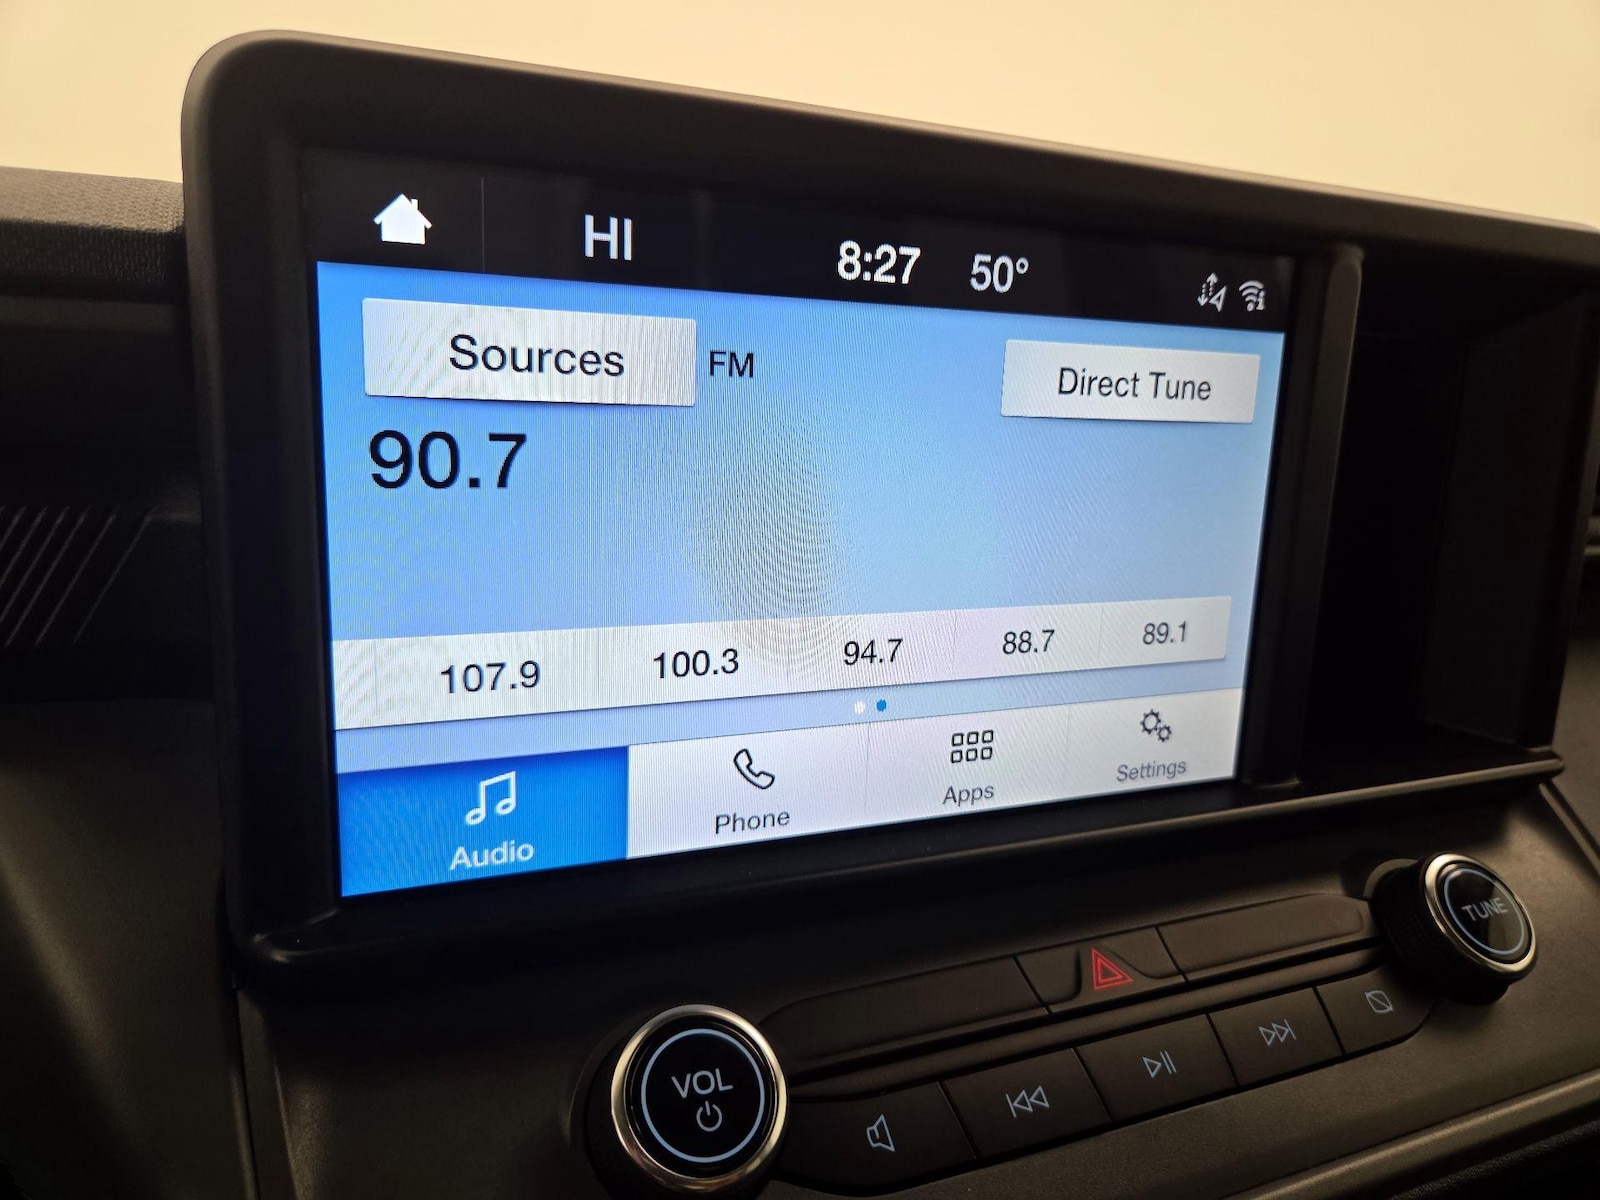 HI 8:27 50°
Sources FM Direct Tune
90.7
107.9 100.3 94.7 88.7 89.1
Audio Phone Apps Settings
TUNE
VOL